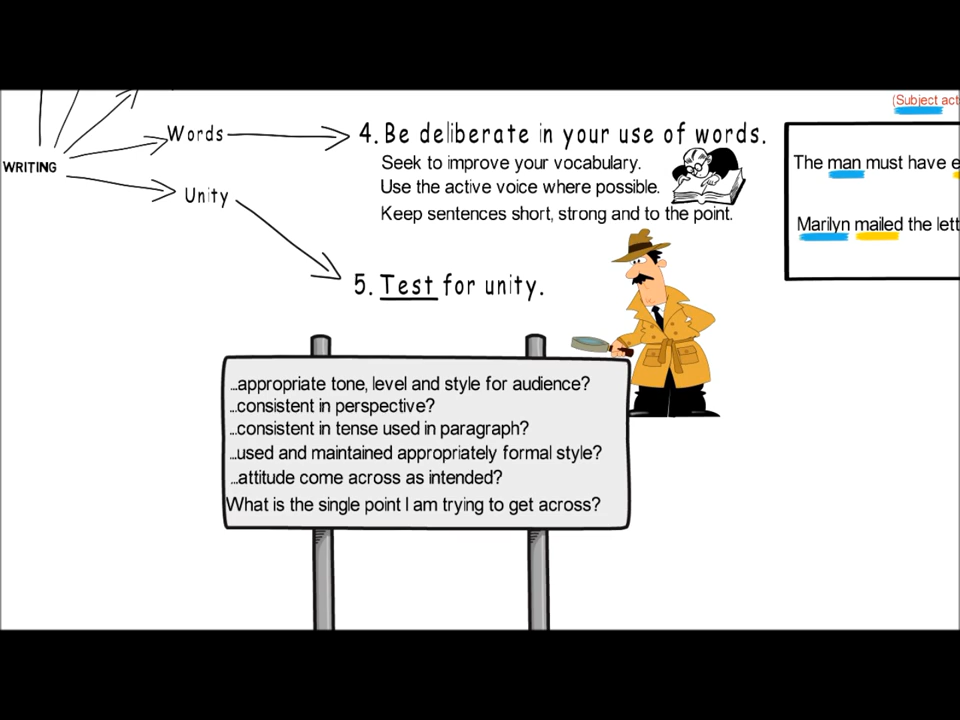 WRITING
Words
Unity
4. Be deliberate in your use of words.
Seek to improve your vocabulary.
Use the active voice where possible.
Keep sentences short, strong and to the point.
5. Test for unity.
...appropriate tone, level and style for audience?
...consistent in perspective?
...consistent in tense used in paragraph?
...used and maintained appropriately formal style?
...attitude come across as intended?
What is the single point I am trying to get across?
(Subject
The man must have
Marilyn mailed the